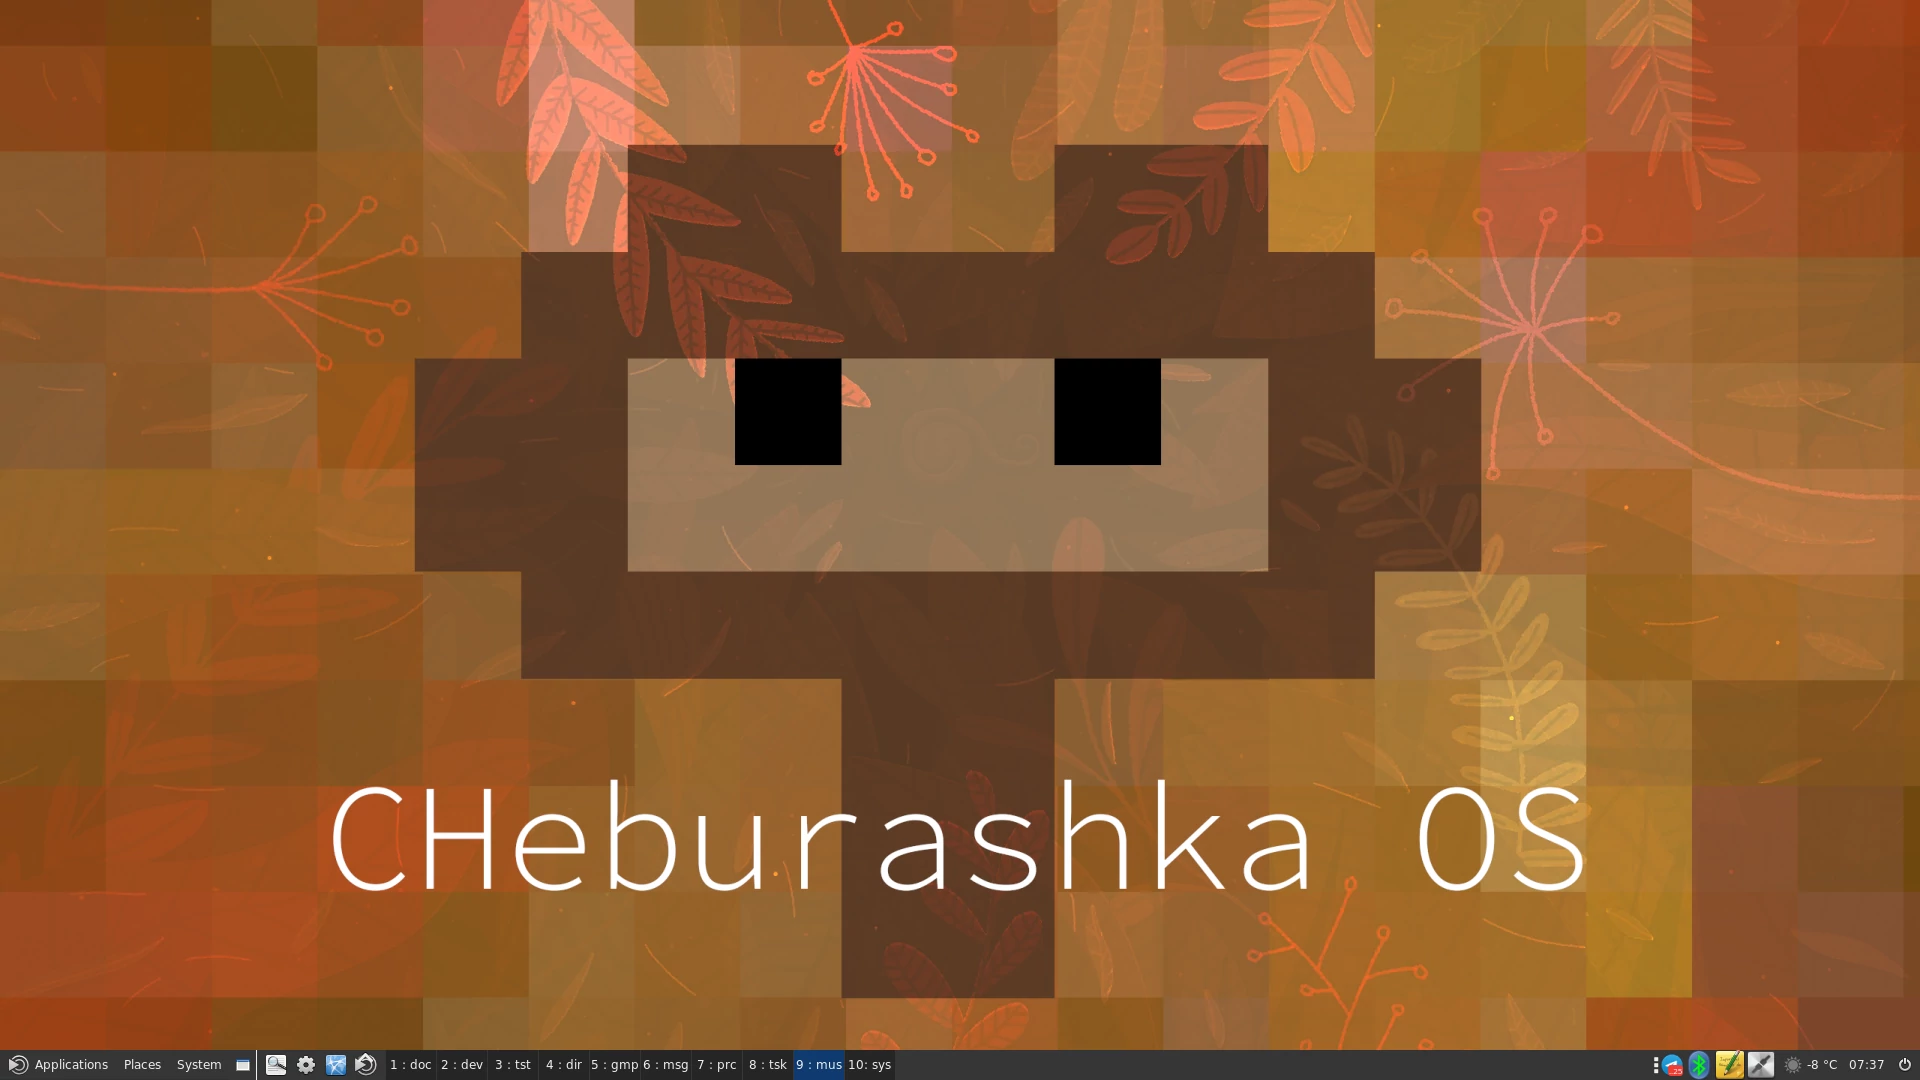 CHeburashka OS
Applications Places System 1 : doc 2 : dev 3 : tst 4 : dir 5 : gmp 6 : msg 7 : prc 8 : tsk 9 : mus 10: sys -8 °C 07:37